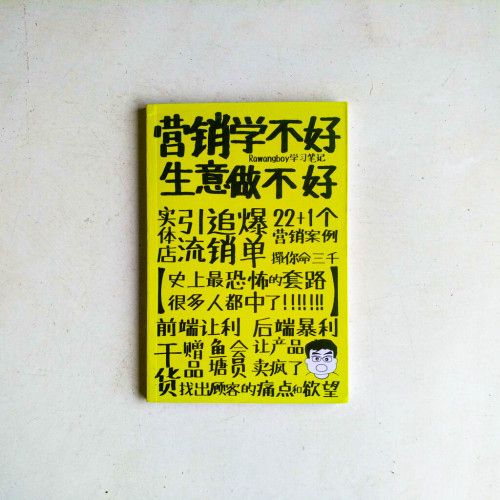 营销学不好
Rawangboy学习笔记
生意做不好
实体店
引追爆
流销单
22+1个
营销案例
撮你命三千
【史上最恐怖的套路
很多人都中了!!!!!!!】
前端让利 后端暴利
干货
赠品
鱼塘
会员
让产品
卖疯了
找出顾客的痛点和欲望